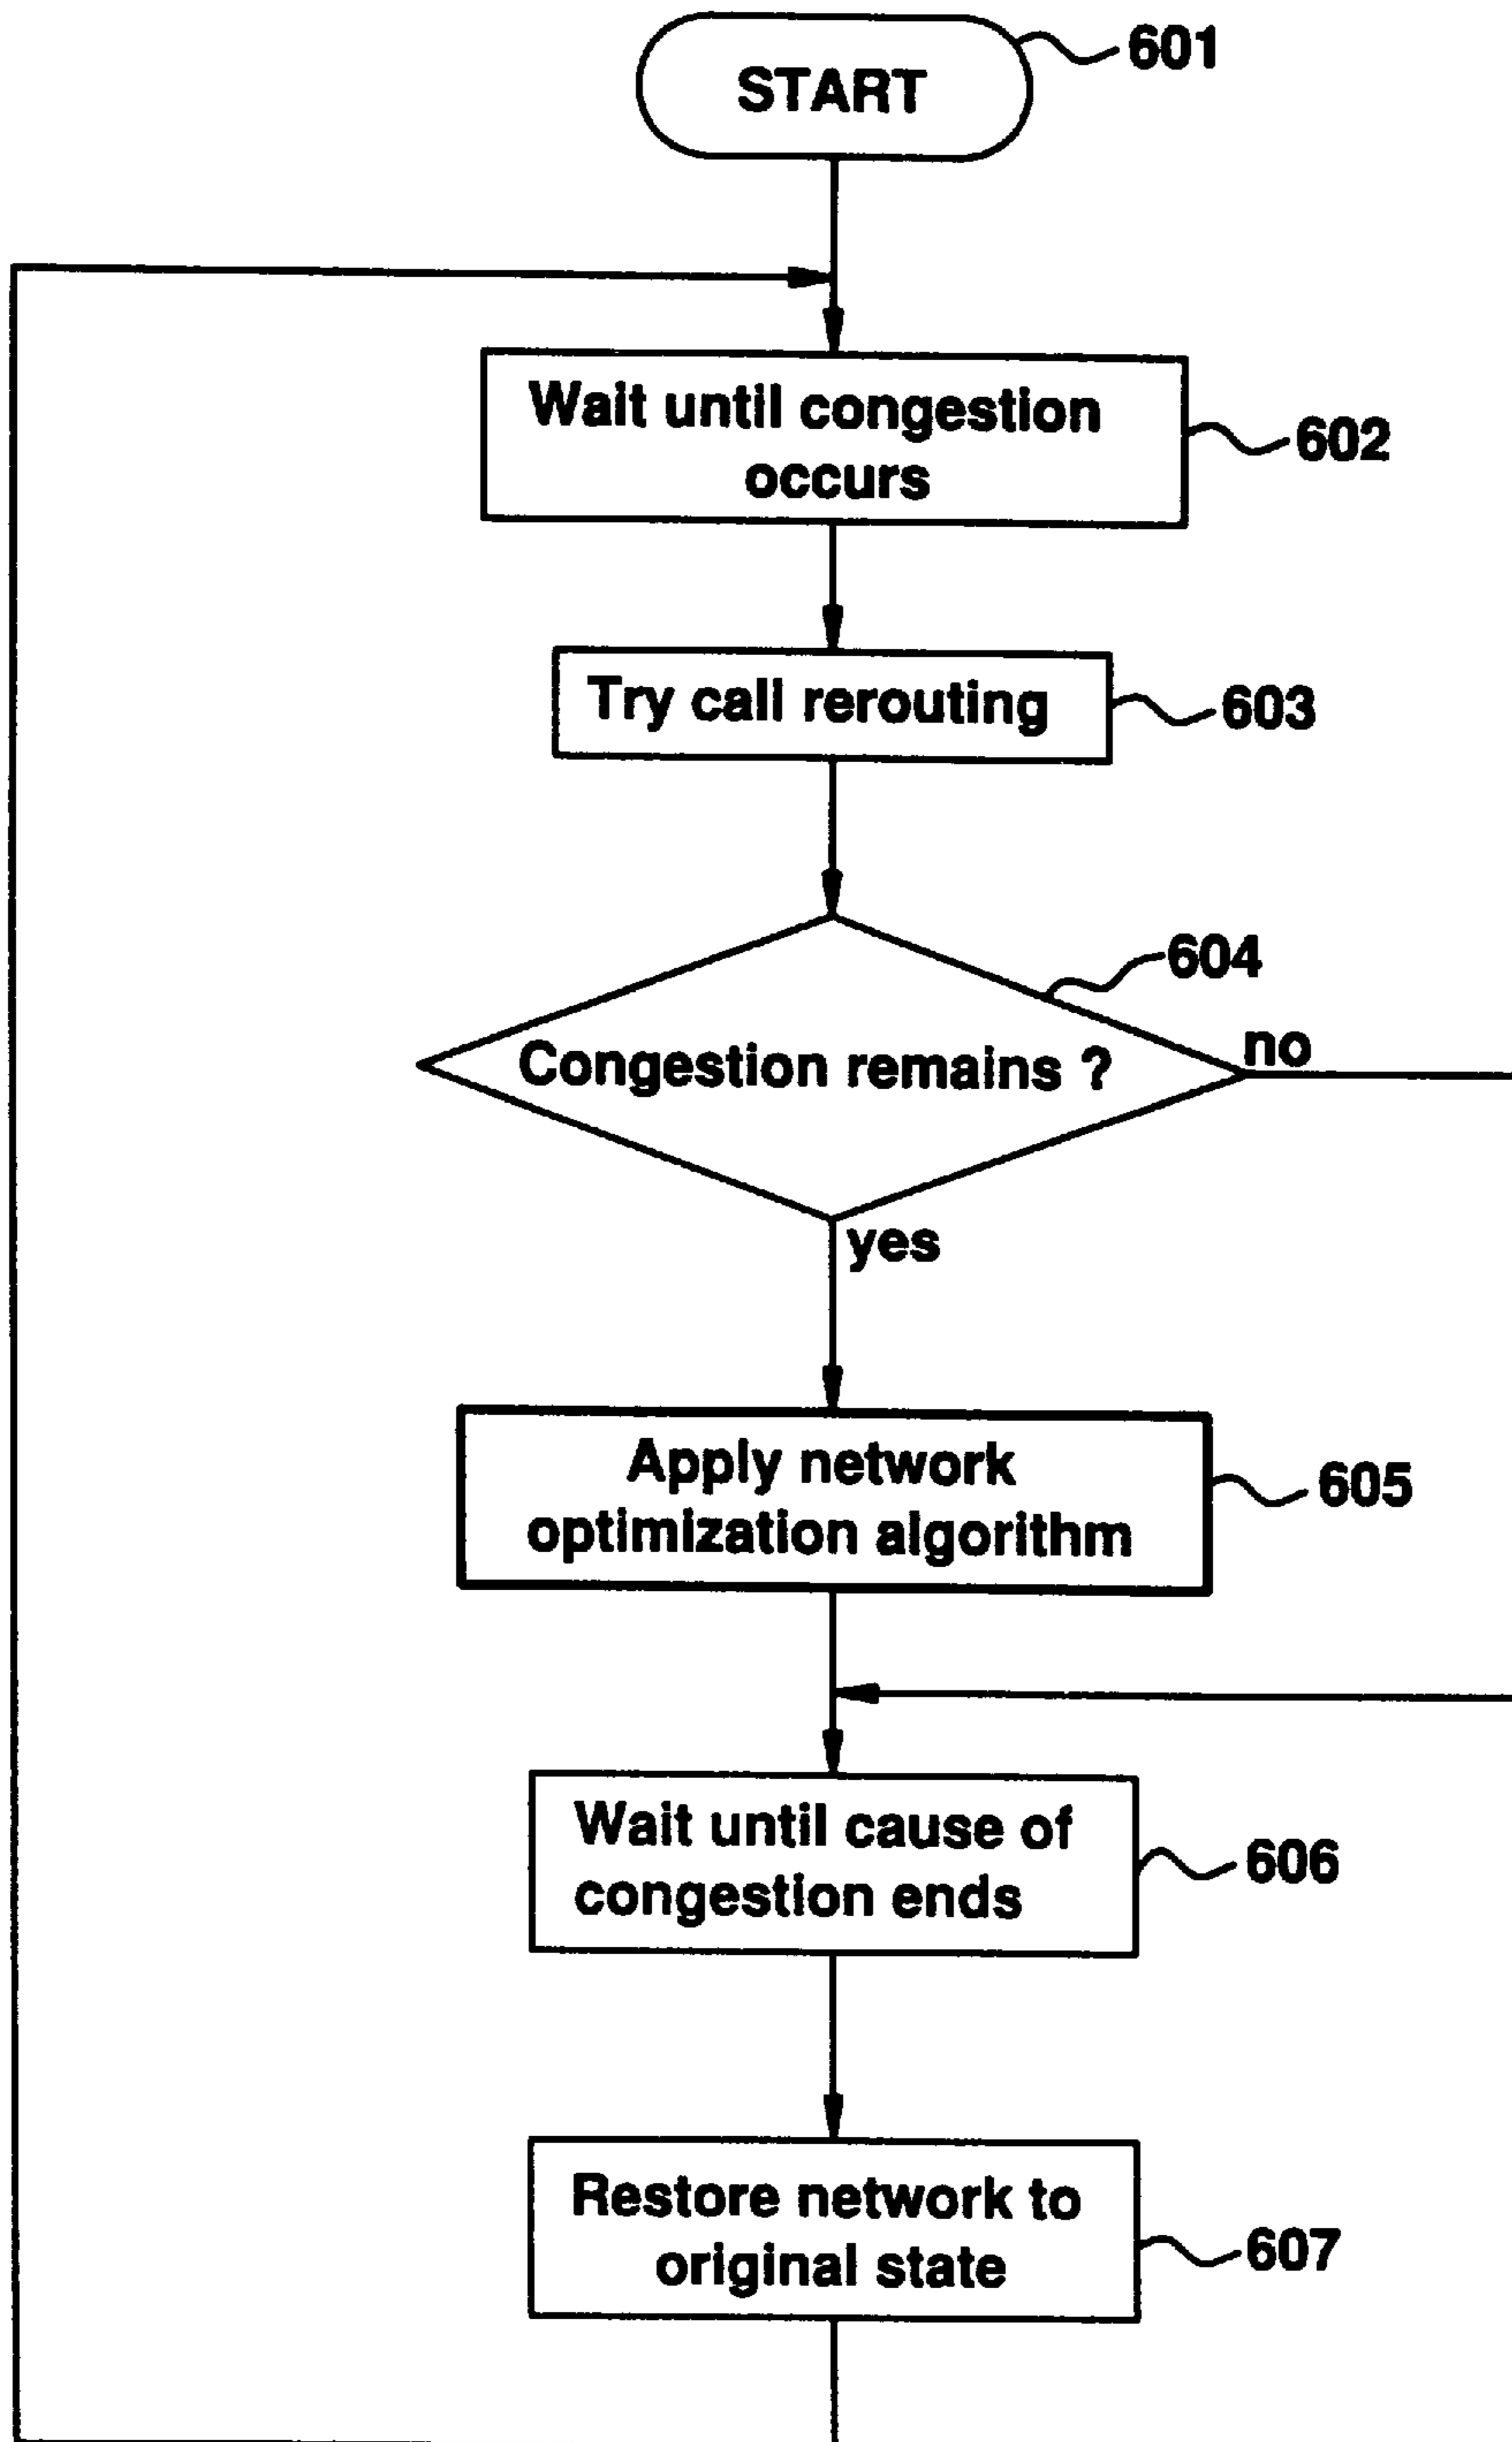 START
601
Wait until congestion
occurs
602
Try call rerouting
603
604
Congestion remains ?
no
yes
Apply network
optimization algorithm
605
Wait until cause of
congestion ends
606
Restore network to
original state
607